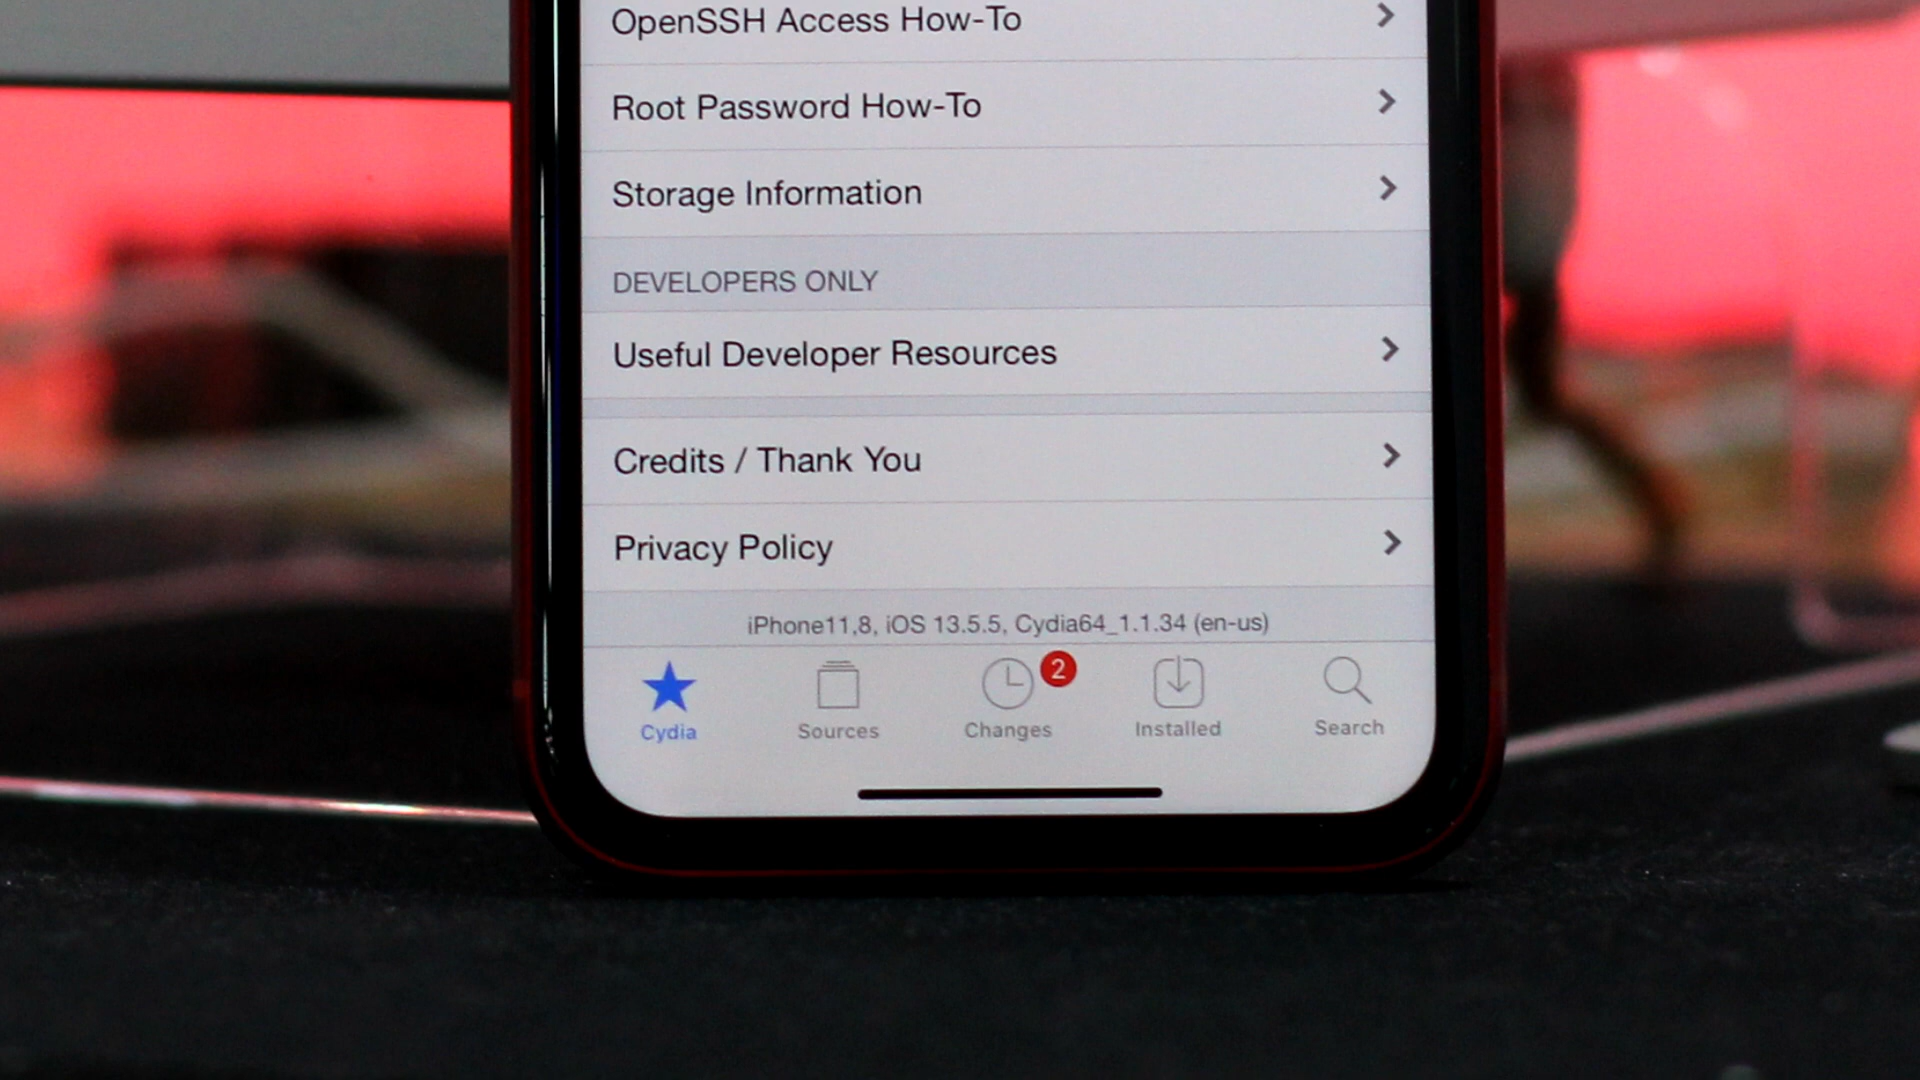 OpenSSH Access How-To
Root Password How-To
Storage Information
DEVELOPERS ONLY
Useful Developer Resources
Credits / Thank You
Privacy Policy
iPhone11,8, iOS 13.5.5, Cydia64_1.1.34 (en-us)
2
Cydia
Sources
Changes
Installed
Search